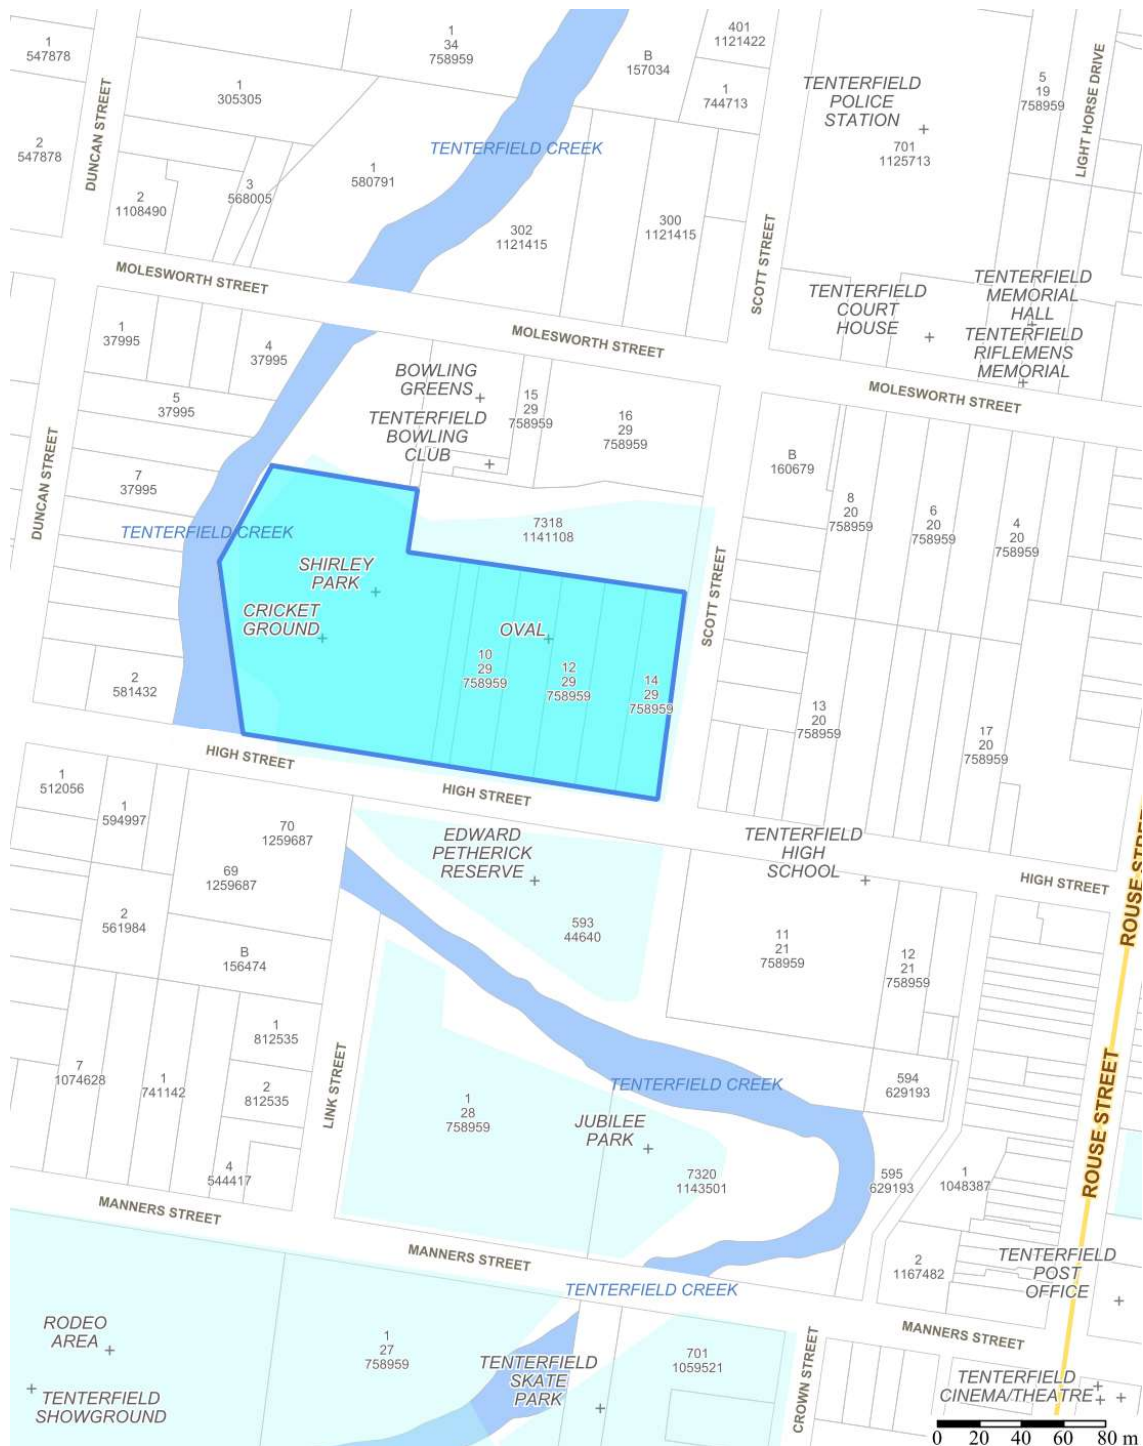 1
547878
2
547878
DUNCAN STREET
1
305305
1
34
758959
B
157034
401
1121422
1
744713
TENTERFIELD
POLICE
STATION
701
1125713
5
19
758959
LIGHT HORSE DRIVE
TENTERFIELD CREEK
3
568005
2
1108490
1
580791
302
1121415
300
1121415
SCOTT STREET
MOLESWORTH STREET
MOLESWORTH STREET
MOLESWORTH STREET
TENTERFIELD
COURT
HOUSE
TENTERFIELD
MEMORIAL
HALL
TENTERFIELD
RIFLEMENS
MEMORIAL
1
37995
4
37995
5
37995
7
37995
DUNCAN STREET
BOWLING
GREENS
TENTERFIELD
BOWLING
CLUB
15
29
758959
16
29
758959
B
160679
8
20
758959
6
20
758959
4
20
758959
TENTERFIELD CREEK
7318
1141108
SHIRLEY
PARK
CRICKET
GROUND
OVAL
10
29
758959
12
29
758959
14
29
758959
SCOTT STREET
2
581432
13
20
758959
17
20
758959
HIGH STREET
HIGH STREET
HIGH STREET
1
512056
1
594997
70
1259687
69
1259687
2
561984
B
156474
EDWARD
PETHERICK
RESERVE
593
44640
TENTERFIELD
HIGH
SCHOOL
11
21
758959
12
21
758959
ROUSE STREET
1
812535
2
812535
7
1074628
1
741142
4
544417
LINK STREET
1
28
758959
TENTERFIELD CREEK
JUBILEE
PARK
7320
1143501
594
629193
595
629193
1
1048387
2
1167482
ROUSE STREET
MANNERS STREET
MANNERS STREET
MANNERS STREET
TENTERFIELD CREEK
TENTERFIELD
POST
OFFICE
RODEO
AREA
TENTERFIELD
SHOWGROUND
1
27
758959
TENTERFIELD
SKATE
PARK
701
1059521
CROWN STREET
TENTERFIELD
CINEMA/THEATRE
0 20 40 60 80 m